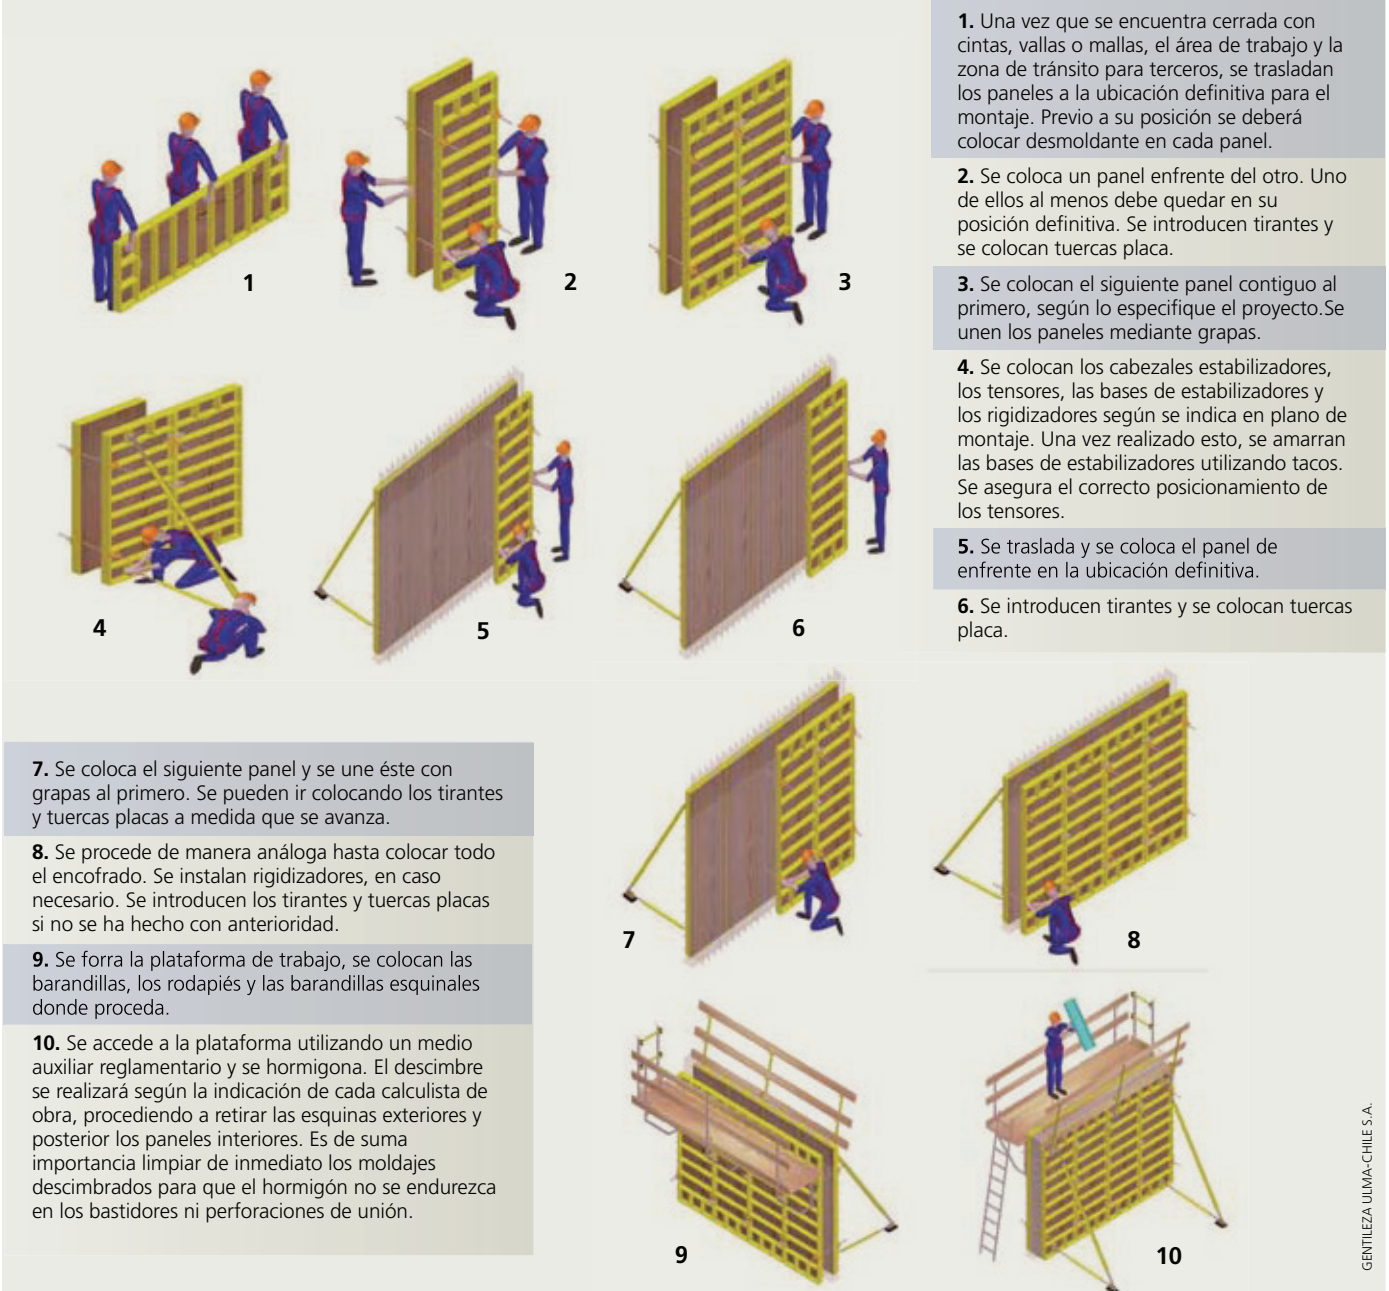 1. Una vez que se encuentra cerrada con
cintas, vallas o mallas, el área de trabajo y la
zona de tránsito para terceros, se trasladan
los paneles a la ubicación definitiva para el
montaje. Previo a su posición se deberá
colocar desmoldante en cada panel.
2. Se coloca un panel enfrente del otro. Uno
de ellos al menos debe quedar en su
posición definitiva. Se introducen tirantes y
se colocan tuercas placa.
3. Se colocan el siguiente panel contiguo al
primero, según lo especifique el proyecto.Se
unen los paneles mediante grapas.
4. Se colocan los cabezales estabilizadores,
los tensores, las bases de estabilizadores y
los rigidizadores según se indica en plano de
montaje. Una vez realizado esto, se amarran
las bases de estabilizadores utilizando tacos.
Se asegura el correcto posicionamiento de
los tensores.
5. Se traslada y se coloca el panel de
enfrente en la ubicación definitiva.
6. Se introducen tirantes y se colocan tuercas
placa.
1
2
3
4
5
6
7. Se coloca el siguiente panel y se une éste con
grapas al primero. Se pueden ir colocando los tirantes
y tuercas placas a medida que se avanza.
8. Se procede de manera análoga hasta colocar todo
el encofrado. Se instalan rigidizadores, en caso
necesario. Se introducen los tirantes y tuercas placas
si no se ha hecho con anterioridad.
9. Se forra la plataforma de trabajo, se colocan las
barandillas, los rodapiés y las barandillas esquinales
donde proceda.
10. Se accede a la plataforma utilizando un medio
auxiliar reglamentario y se hormigona. El descimbre
se realizará según la indicación de cada calculista de
obra, procediendo a retirar las esquinas exteriores y
posterior los paneles interiores. Es de suma
importancia limpiar de inmediato los moldajes
descimbrados para que el hormigón no se endurezca
en los bastidores ni perforaciones de unión.
7
8
9
10
GENTILEZA ULMA-CHILE S.A.